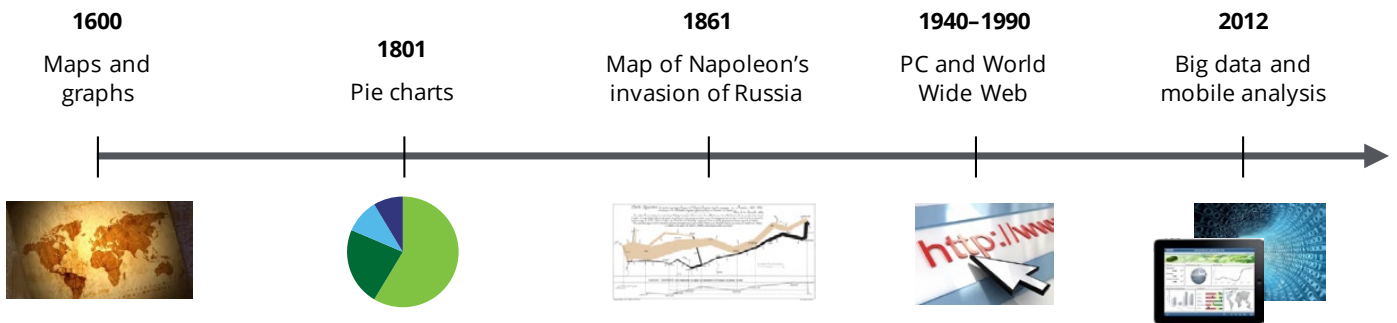 1600
Maps and
graphs
1801
Pie charts
1861
Map of Napoleon’s
invasion of Russia
1940–1990
PC and World
Wide Web
2012
Big data and
mobile analysis
http://www